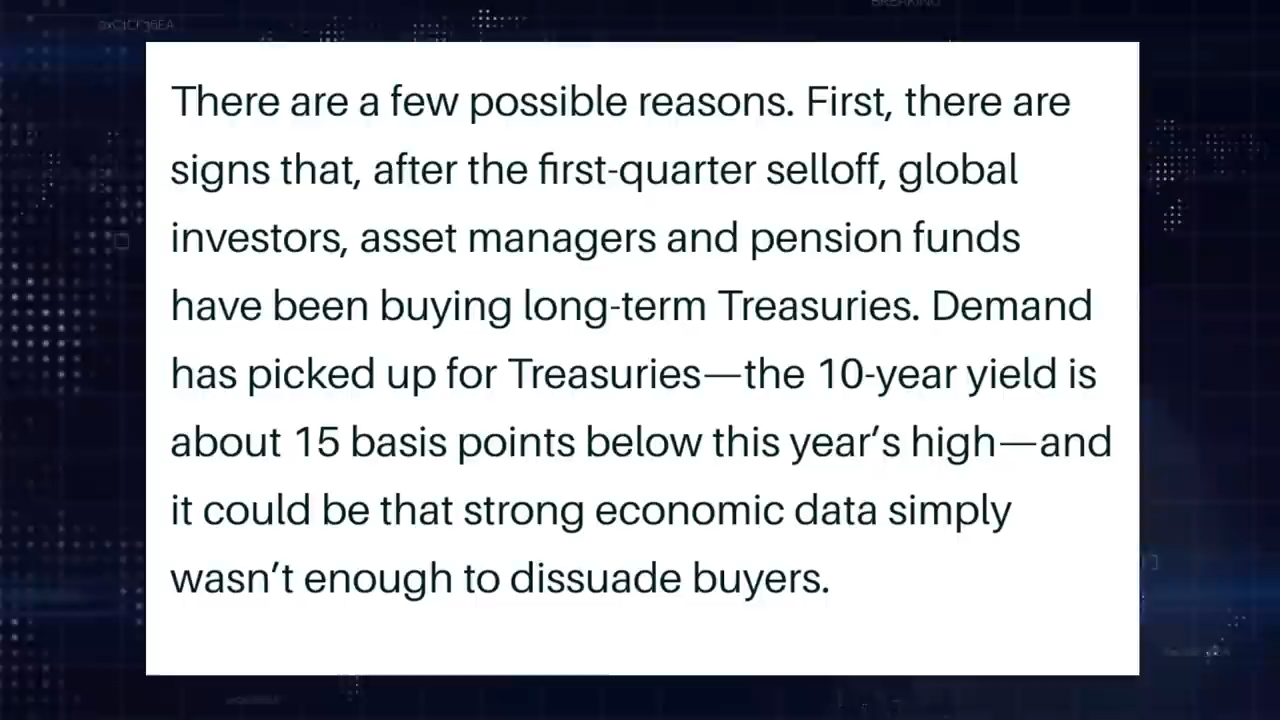 BREAKING
There are a few possible reasons. First, there are
signs that, after the first-quarter selloff, global
investors, asset managers and pension funds
have been buying long-term Treasuries. Demand
has picked up for Treasuries—the 10-year yield is
about 15 basis points below this year’s high—and
it could be that strong economic data simply
wasn’t enough to dissuade buyers.